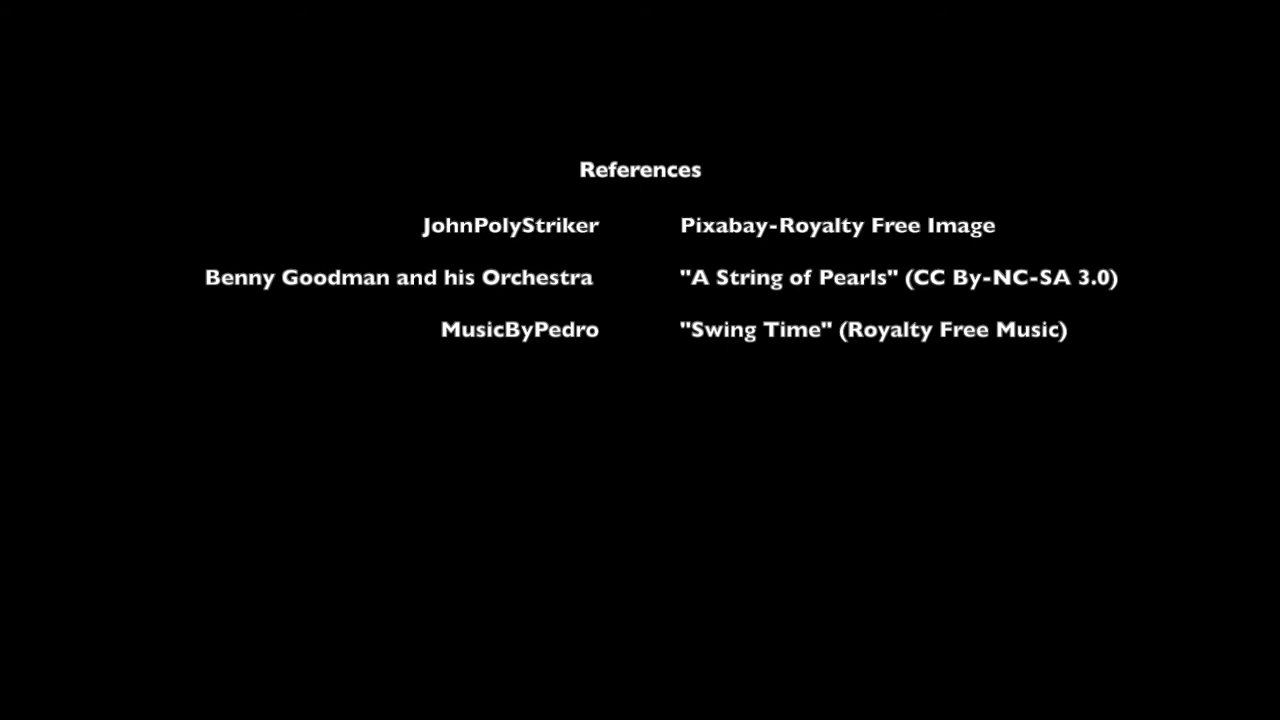 References
JohnPolyStriker Pixabay-Royalty Free Image
Benny Goodman and his Orchestra "A String of Pearls" (CC By-NC-SA 3.0)
MusicByPedro "Swing Time" (Royalty Free Music)